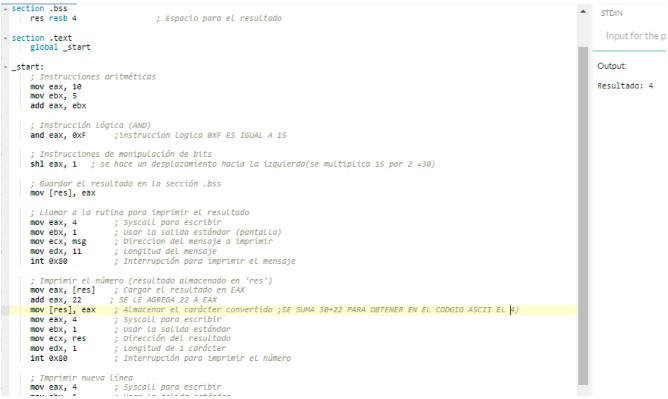 section .bss
res resb 4 ; Espacio para el resultado
section .text
global _start
_start:
; Instrucciones aritméticas
mov eax, 10
mov ebx, 5
add eax, ebx
; Instrucción lógica (AND)
and eax, 0xF ;instruccion logica 0XF ES IGUAL A 15
; Instrucciones de manipulación de bits
shl eax, 1 ; se hace un desplazamiento hacia la izquierda(se multiplica 15 por 2 =30)
; Guardar el resultado en la sección .bss
mov [res], eax
; Llamar a la rutina para imprimir el resultado
mov eax, 4 ; Syscall para escribir
mov ebx, 1 ; Usar la salida estándar (pantalla)
mov ecx, msg ; Direccion del mensaje a imprimir
mov edx, 11 ; Longitud del mensaje
int 0x80 ; Interrupción para imprimir el mensaje
; Imprimir el número (resultado almacenado en 'res')
mov eax, [res] ; Cargar el resultado en EAX
add eax, 22 ; SE LE AGREGA 22 A EAX
mov [res], eax ; Almacenar el carácter convertido ;SE SUMA 30+22 PARA OBTENER EN EL CODGIO ASCII EL 4)
mov eax, 4 ; Syscall para escribir
mov ebx, 1 ; Usar la salida estándar
mov ecx, res ; Dirección del resultado
mov edx, 1 ; Longitud de 1 carácter
int 0x80 ; Interrupción para imprimir el número
; Imprimir nueva línea
mov eax, 4 ; Syscall para escribir
STDIN
Input for the p
Output:
Resultado: 4